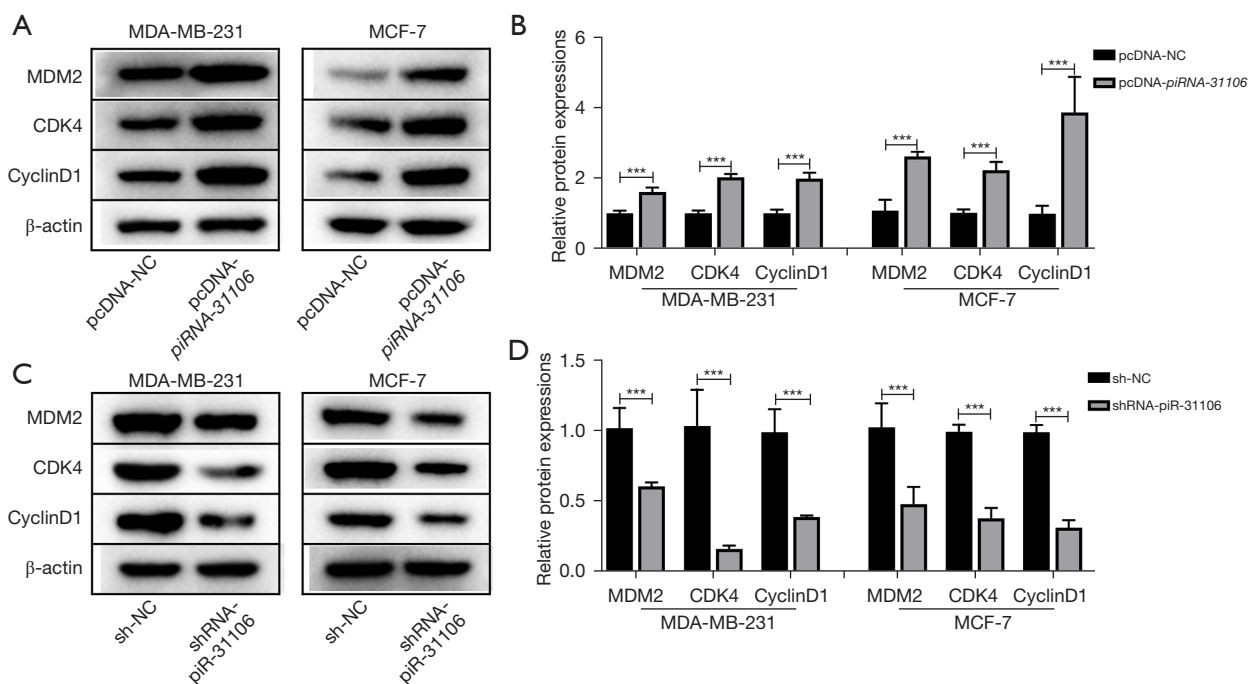 A
MDA-MB-231
MCF-7
MDM2
CDK4
CyclinD1
β-actin
pcDNA-NC
pcDNA-
piRNA-31106
pcDNA-NC
pcDNA-
piRNA-31106
B
Relative protein expressions
8
6
4
2
0
***
***
***
***
***
***
MDM2
CDK4
CyclinD1
MDM2
CDK4
CyclinD1
MDA-MB-231
MCF-7
pcDNA-NC
pcDNA-piRNA-31106
C
MDA-MB-231
MCF-7
MDM2
CDK4
CyclinD1
β-actin
sh-NC
shRNA-
piR-31106
sh-NC
shRNA-
piR-31106
D
Relative protein expressions
1.5
1.0
0.5
0.0
***
***
***
***
***
***
MDM2
CDK4
CyclinD1
MDM2
CDK4
CyclinD1
MDA-MB-231
MCF-7
sh-NC
shRNA-piR-31106